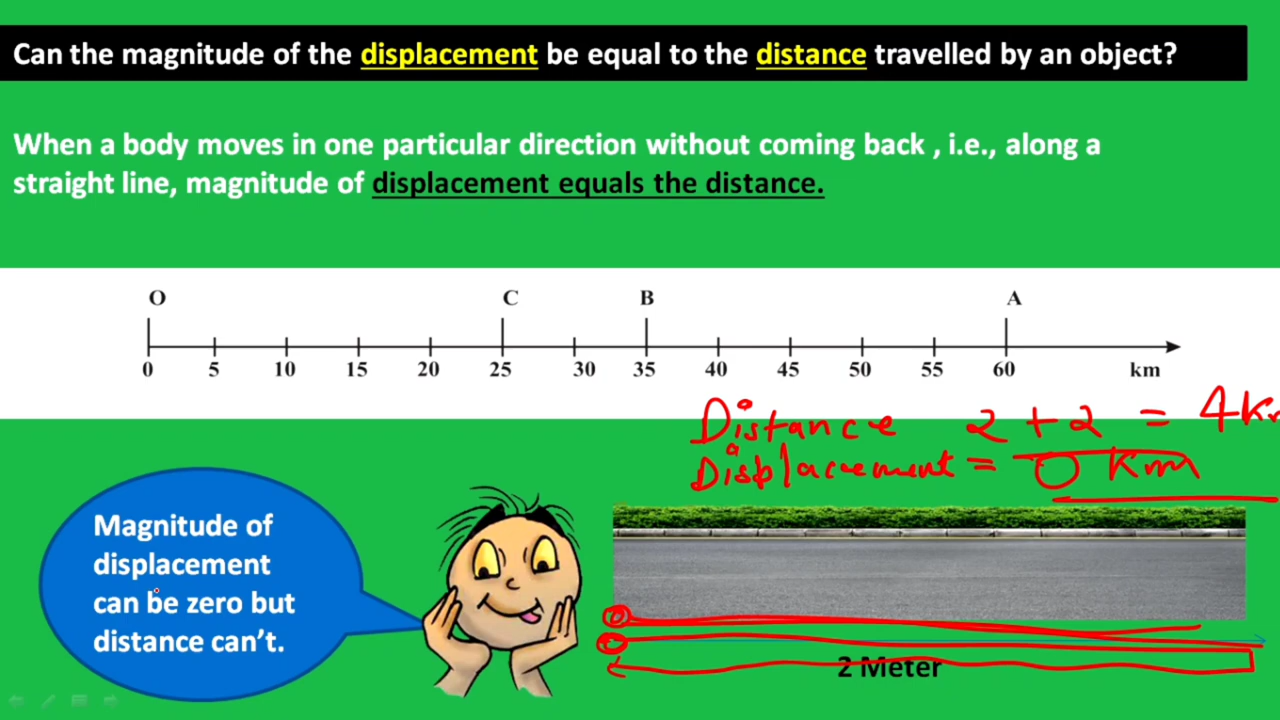 Can the magnitude of the displacement be equal to the distance travelled by an object?
When a body moves in one particular direction without coming back , i.e., along a
straight line, magnitude of displacement equals the distance.
O C B A
0 5 10 15 20 25 30 35 40 45 50 55 60 km
Distance 2 + 2 = 4 Km
Displacement = 0 Km
Magnitude of
displacement
can be zero but
distance can't.
2 Meter